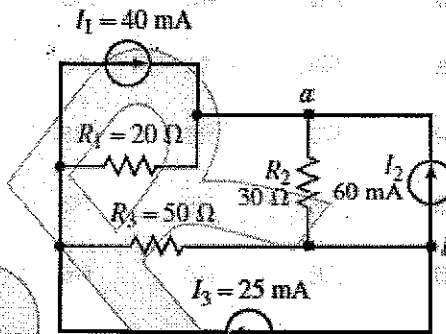 I₁ = 40 mA
a
R₁ = 20 Ω
R₂
30 Ω
I₂
60 mA
R₃ = 50 Ω
I₃ = 25 mA